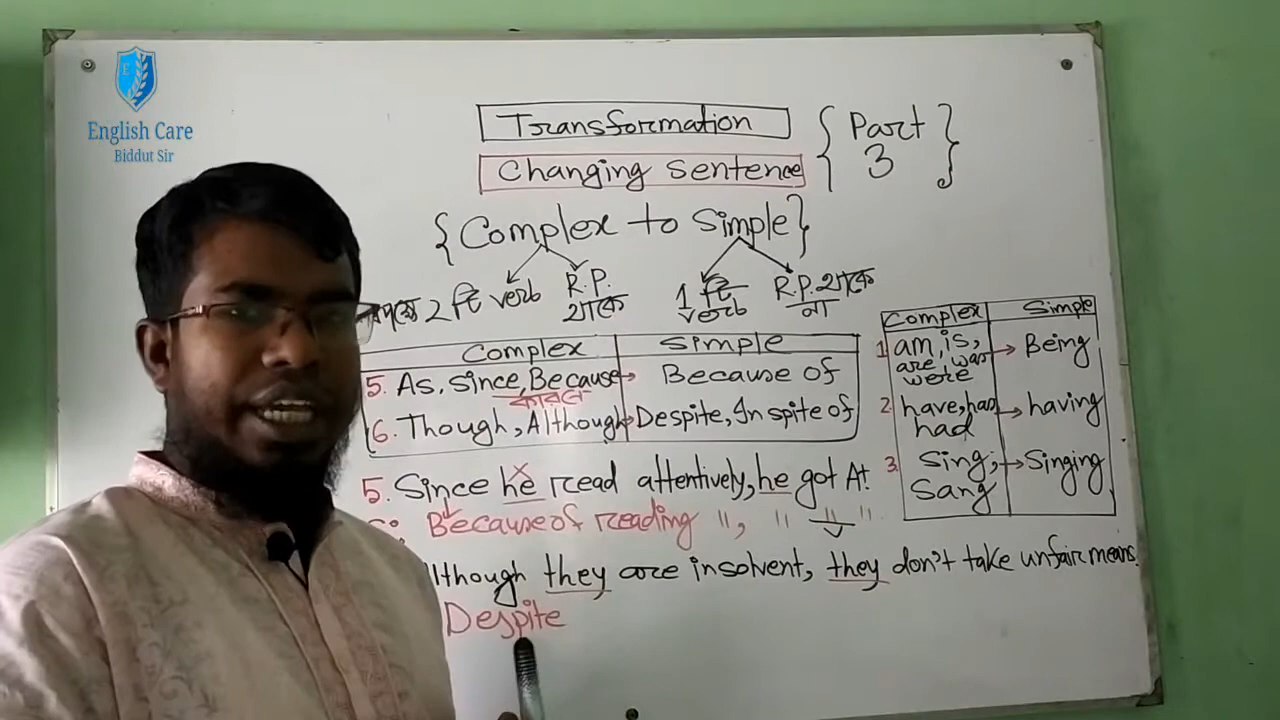 English Care
Biddut Sir
Transformation
Changing Sentence
{ Part 3 }
{Complex to Simple}
2 টি verb
R.P. থাকে
1 টি verb
R.P. থাকে না
Complex Simple
5. As, Since, Because → Because of
কারণে
6. Though, Although → Despite, In spite of
Complex Simple
1. am, is, are was were → Being
2. have, has had → having
3. Sing, Sang → Singing
5. Since he read attentively, he got A+.
Because of reading ", " " "
lthough they are insolvent, they don't take unfair means.
Despite